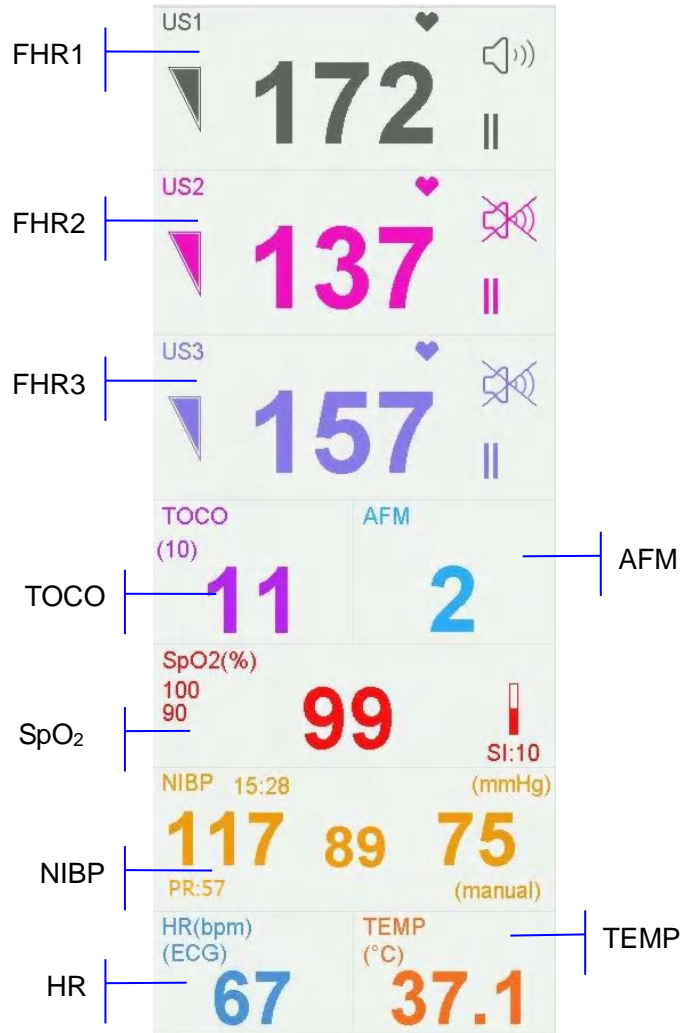 FHR1
US1
172
FHR2
US2
137
FHR3
US3
157
TOCO
TOCO
(10)
11
AFM
2
AFM
SpO2
SpO2(%)
100
90
99
SI:10
NIBP
NIBP 15:28 (mmHg)
117 89 75
PR:57 (manual)
HR
HR(bpm)
(ECG)
67
TEMP
(°C)
37.1
TEMP